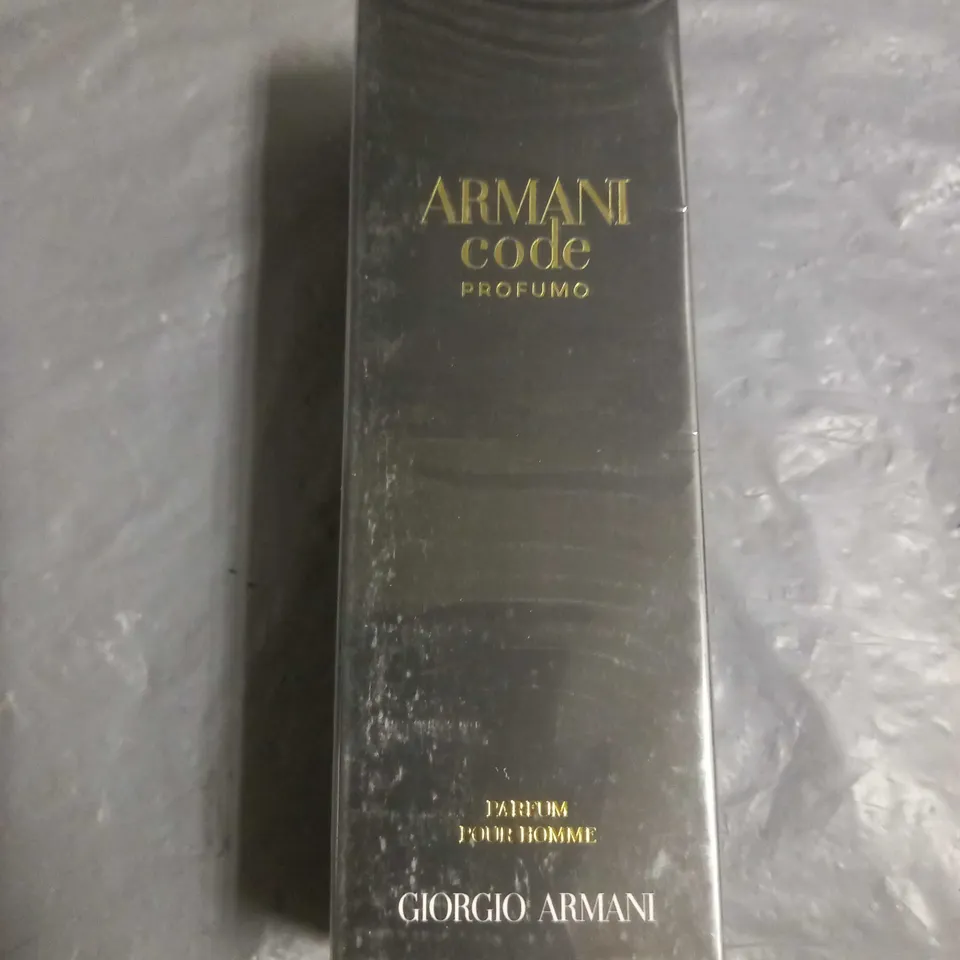 ARMANI
code
PROFUMO
PARFUM
POUR HOMME
GIORGIO ARMANI